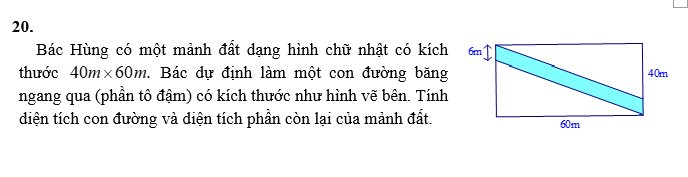 20.
Bác Hùng có một mảnh đất dạng hình chữ nhật có kích
thước 40m×60m. Bác dự định làm một con đường băng
ngang qua (phần tô đậm) có kích thước như hình vẽ bên. Tính
diện tích con đường và diện tích phần còn lại của mảnh đất.
6m
40m
60m